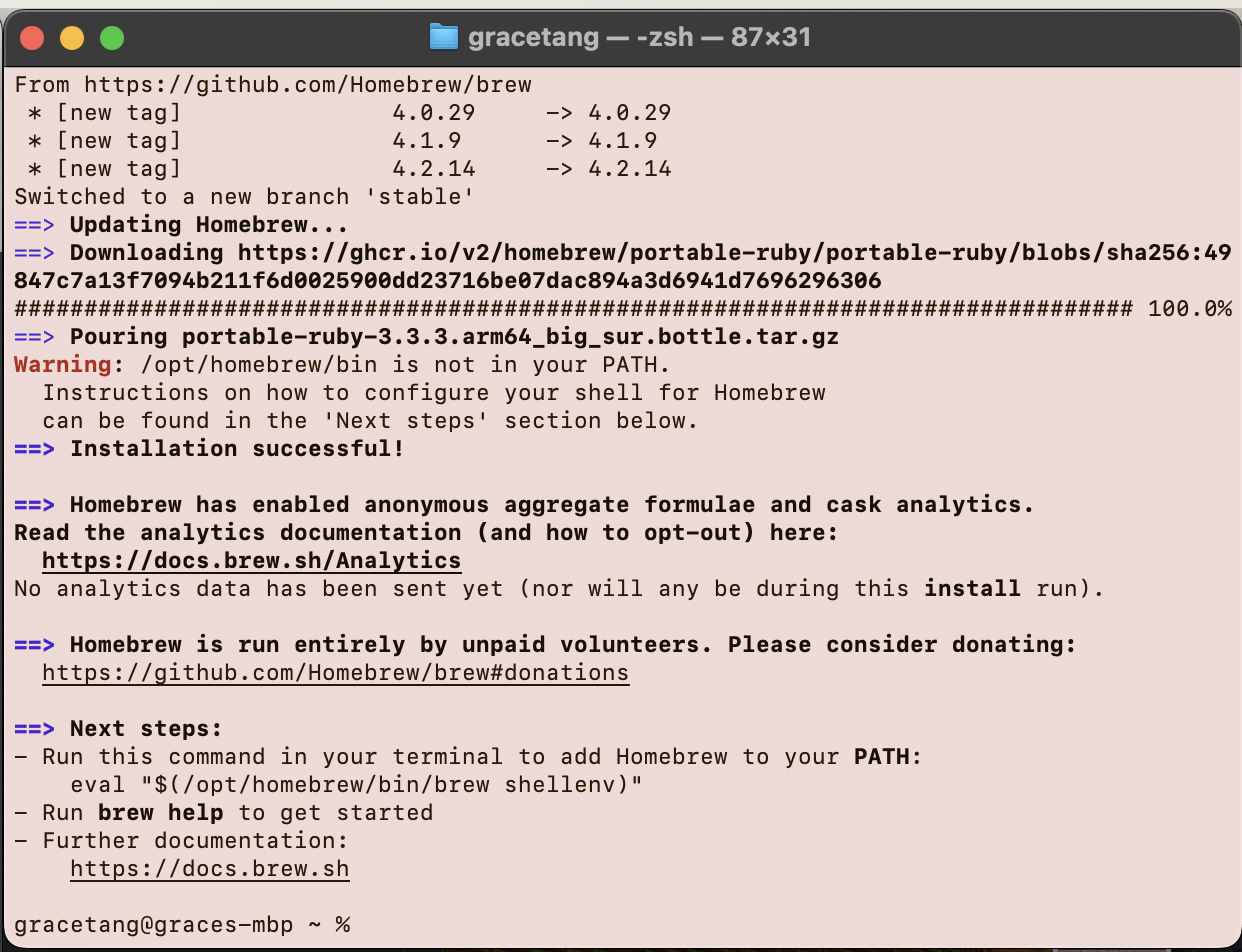 gracetang — -zsh — 87×31
From https://github.com/Homebrew/brew
 * [new tag]               4.0.29     -> 4.0.29
 * [new tag]               4.1.9      -> 4.1.9
 * [new tag]               4.2.14     -> 4.2.14
Switched to a new branch 'stable'
==> Updating Homebrew...
==> Downloading https://ghcr.io/v2/homebrew/portable-ruby/portable-ruby/blobs/sha256:49
847c7a13f7094b211f6d0025900dd23716be07dac894a3d6941d7696296306
################################################################################ 100.0%
==> Pouring portable-ruby-3.3.3.arm64_big_sur.bottle.tar.gz
Warning: /opt/homebrew/bin is not in your PATH.
  Instructions on how to configure your shell for Homebrew
  can be found in the 'Next steps' section below.
==> Installation successful!

==> Homebrew has enabled anonymous aggregate formulae and cask analytics.
Read the analytics documentation (and how to opt-out) here:
  https://docs.brew.sh/Analytics
No analytics data has been sent yet (nor will any be during this install run).

==> Homebrew is run entirely by unpaid volunteers. Please consider donating:
  https://github.com/Homebrew/brew#donations

==> Next steps:
- Run this command in your terminal to add Homebrew to your PATH:
    eval "$(/opt/homebrew/bin/brew shellenv)"
- Run brew help to get started
- Further documentation:
    https://docs.brew.sh

gracetang@graces-mbp ~ %